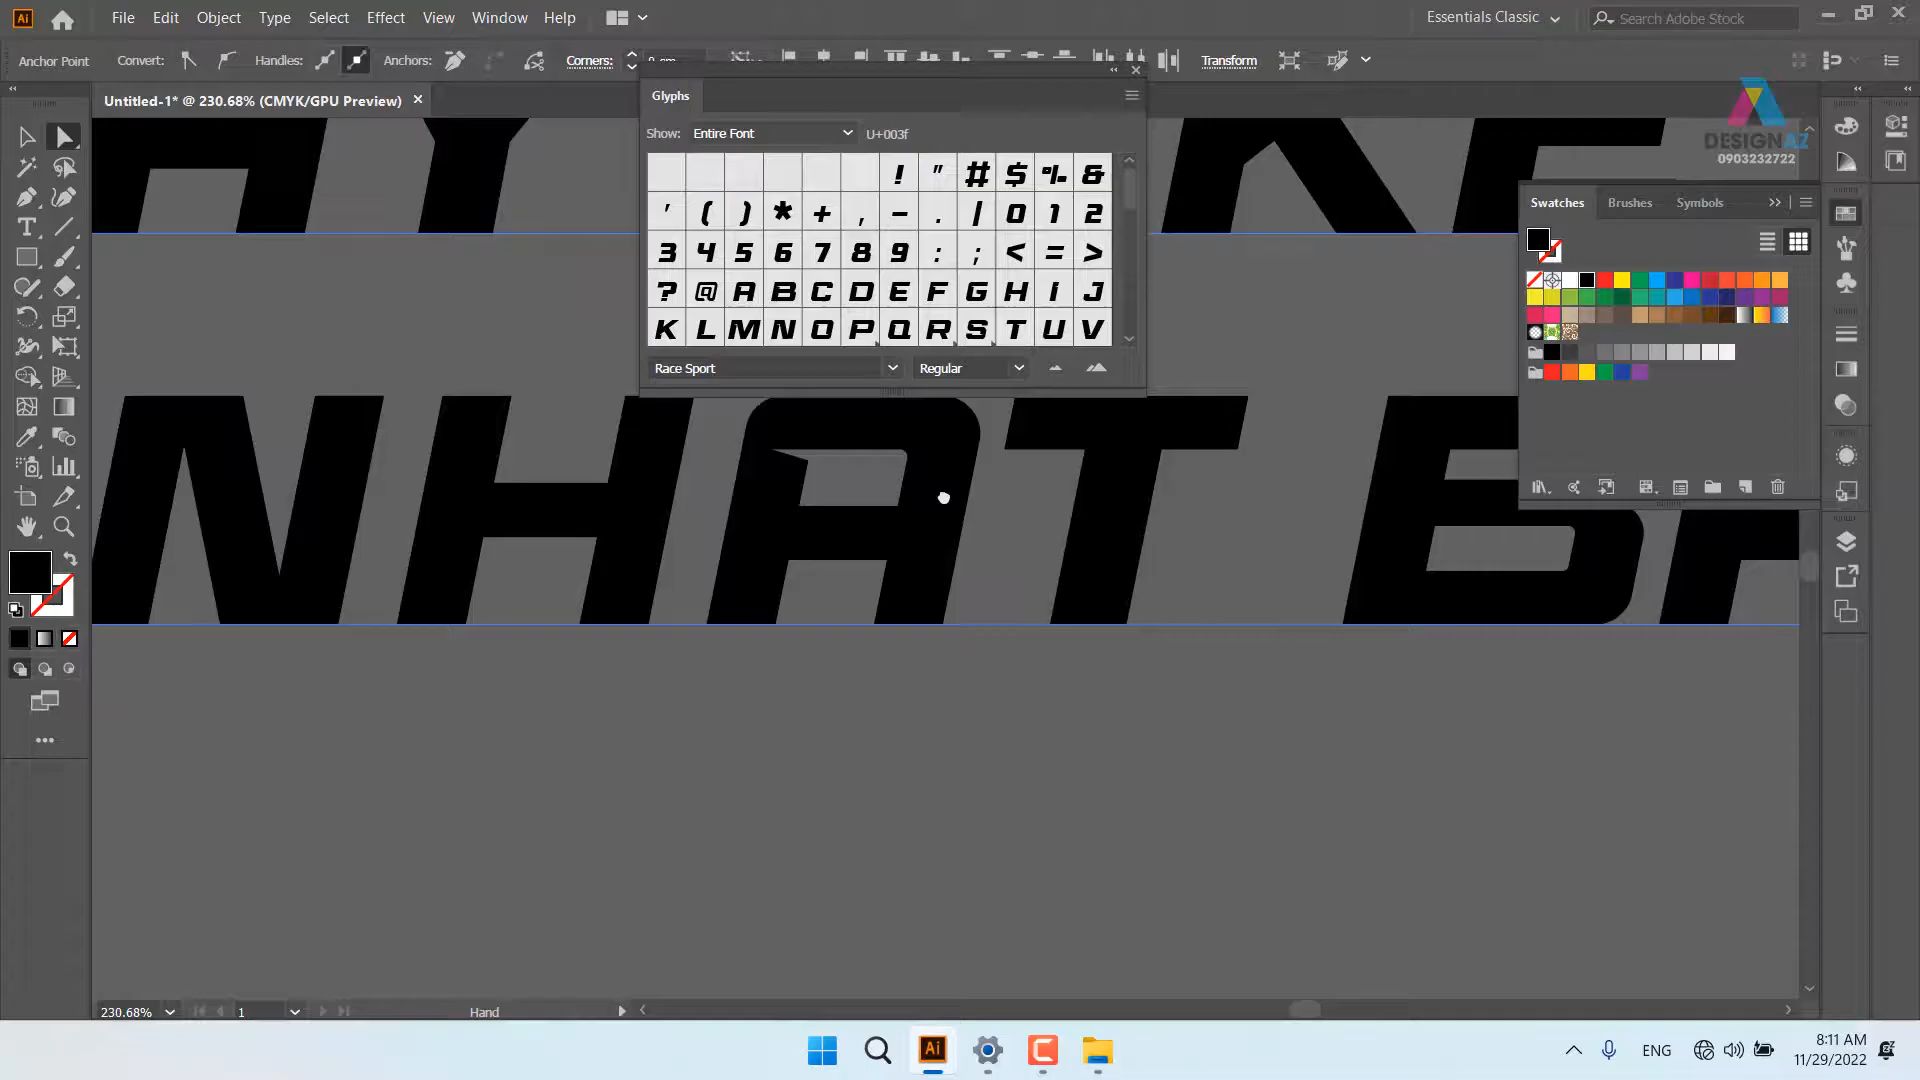 Ai File Edit Object Type Select Effect View Window Help Essentials Classic Search Adobe Stock
Anchor Point Convert: Handles: Anchors: Corners: Transform
Untitled-1* @ 230.68% (CMYK/GPU Preview)
DESIGNAZ
0903232722
Glyphs
Show: Entire Font U+003f
! " # $ % &
' ( ) * + , - . / 0 1 2
3 4 5 6 7 8 9 : ; < = >
? @ A B C D E F G H I J
K L M N O P Q R S T U V
Race Sport Regular
Swatches Brushes Symbols
NHAT B
230.68% 1 Hand
Ai ENG 8:11 AM
11/29/2022